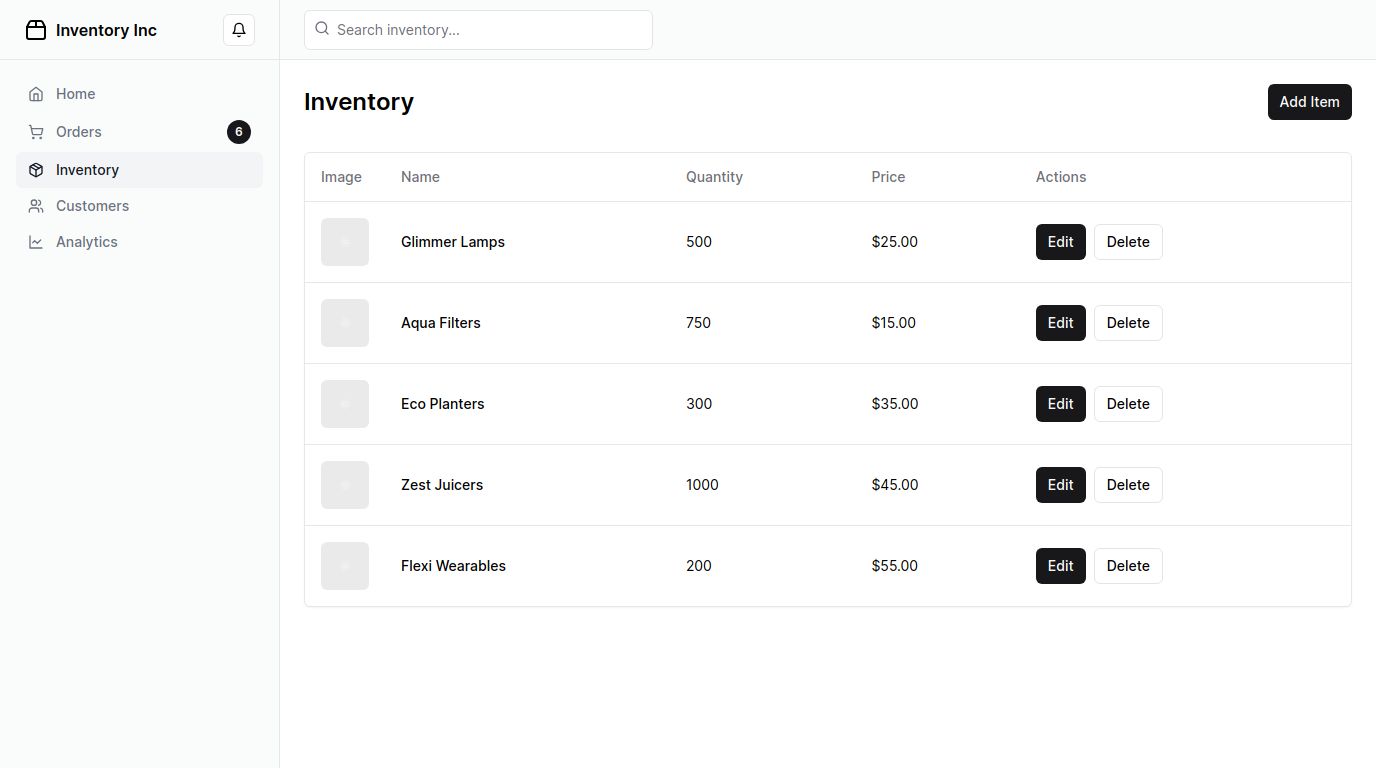 Inventory Inc
Search inventory...
Home
Orders 6
Inventory
Customers
Analytics
Inventory
Add Item
Image Name Quantity Price Actions
Glimmer Lamps 500 $25.00 Edit Delete
Aqua Filters 750 $15.00 Edit Delete
Eco Planters 300 $35.00 Edit Delete
Zest Juicers 1000 $45.00 Edit Delete
Flexi Wearables 200 $55.00 Edit Delete